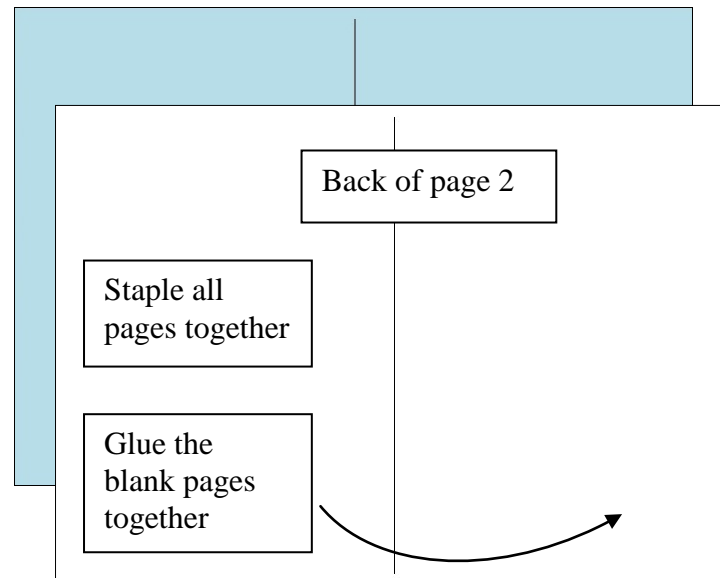 Back of page 2
Staple all
pages together
Glue the
blank pages
together